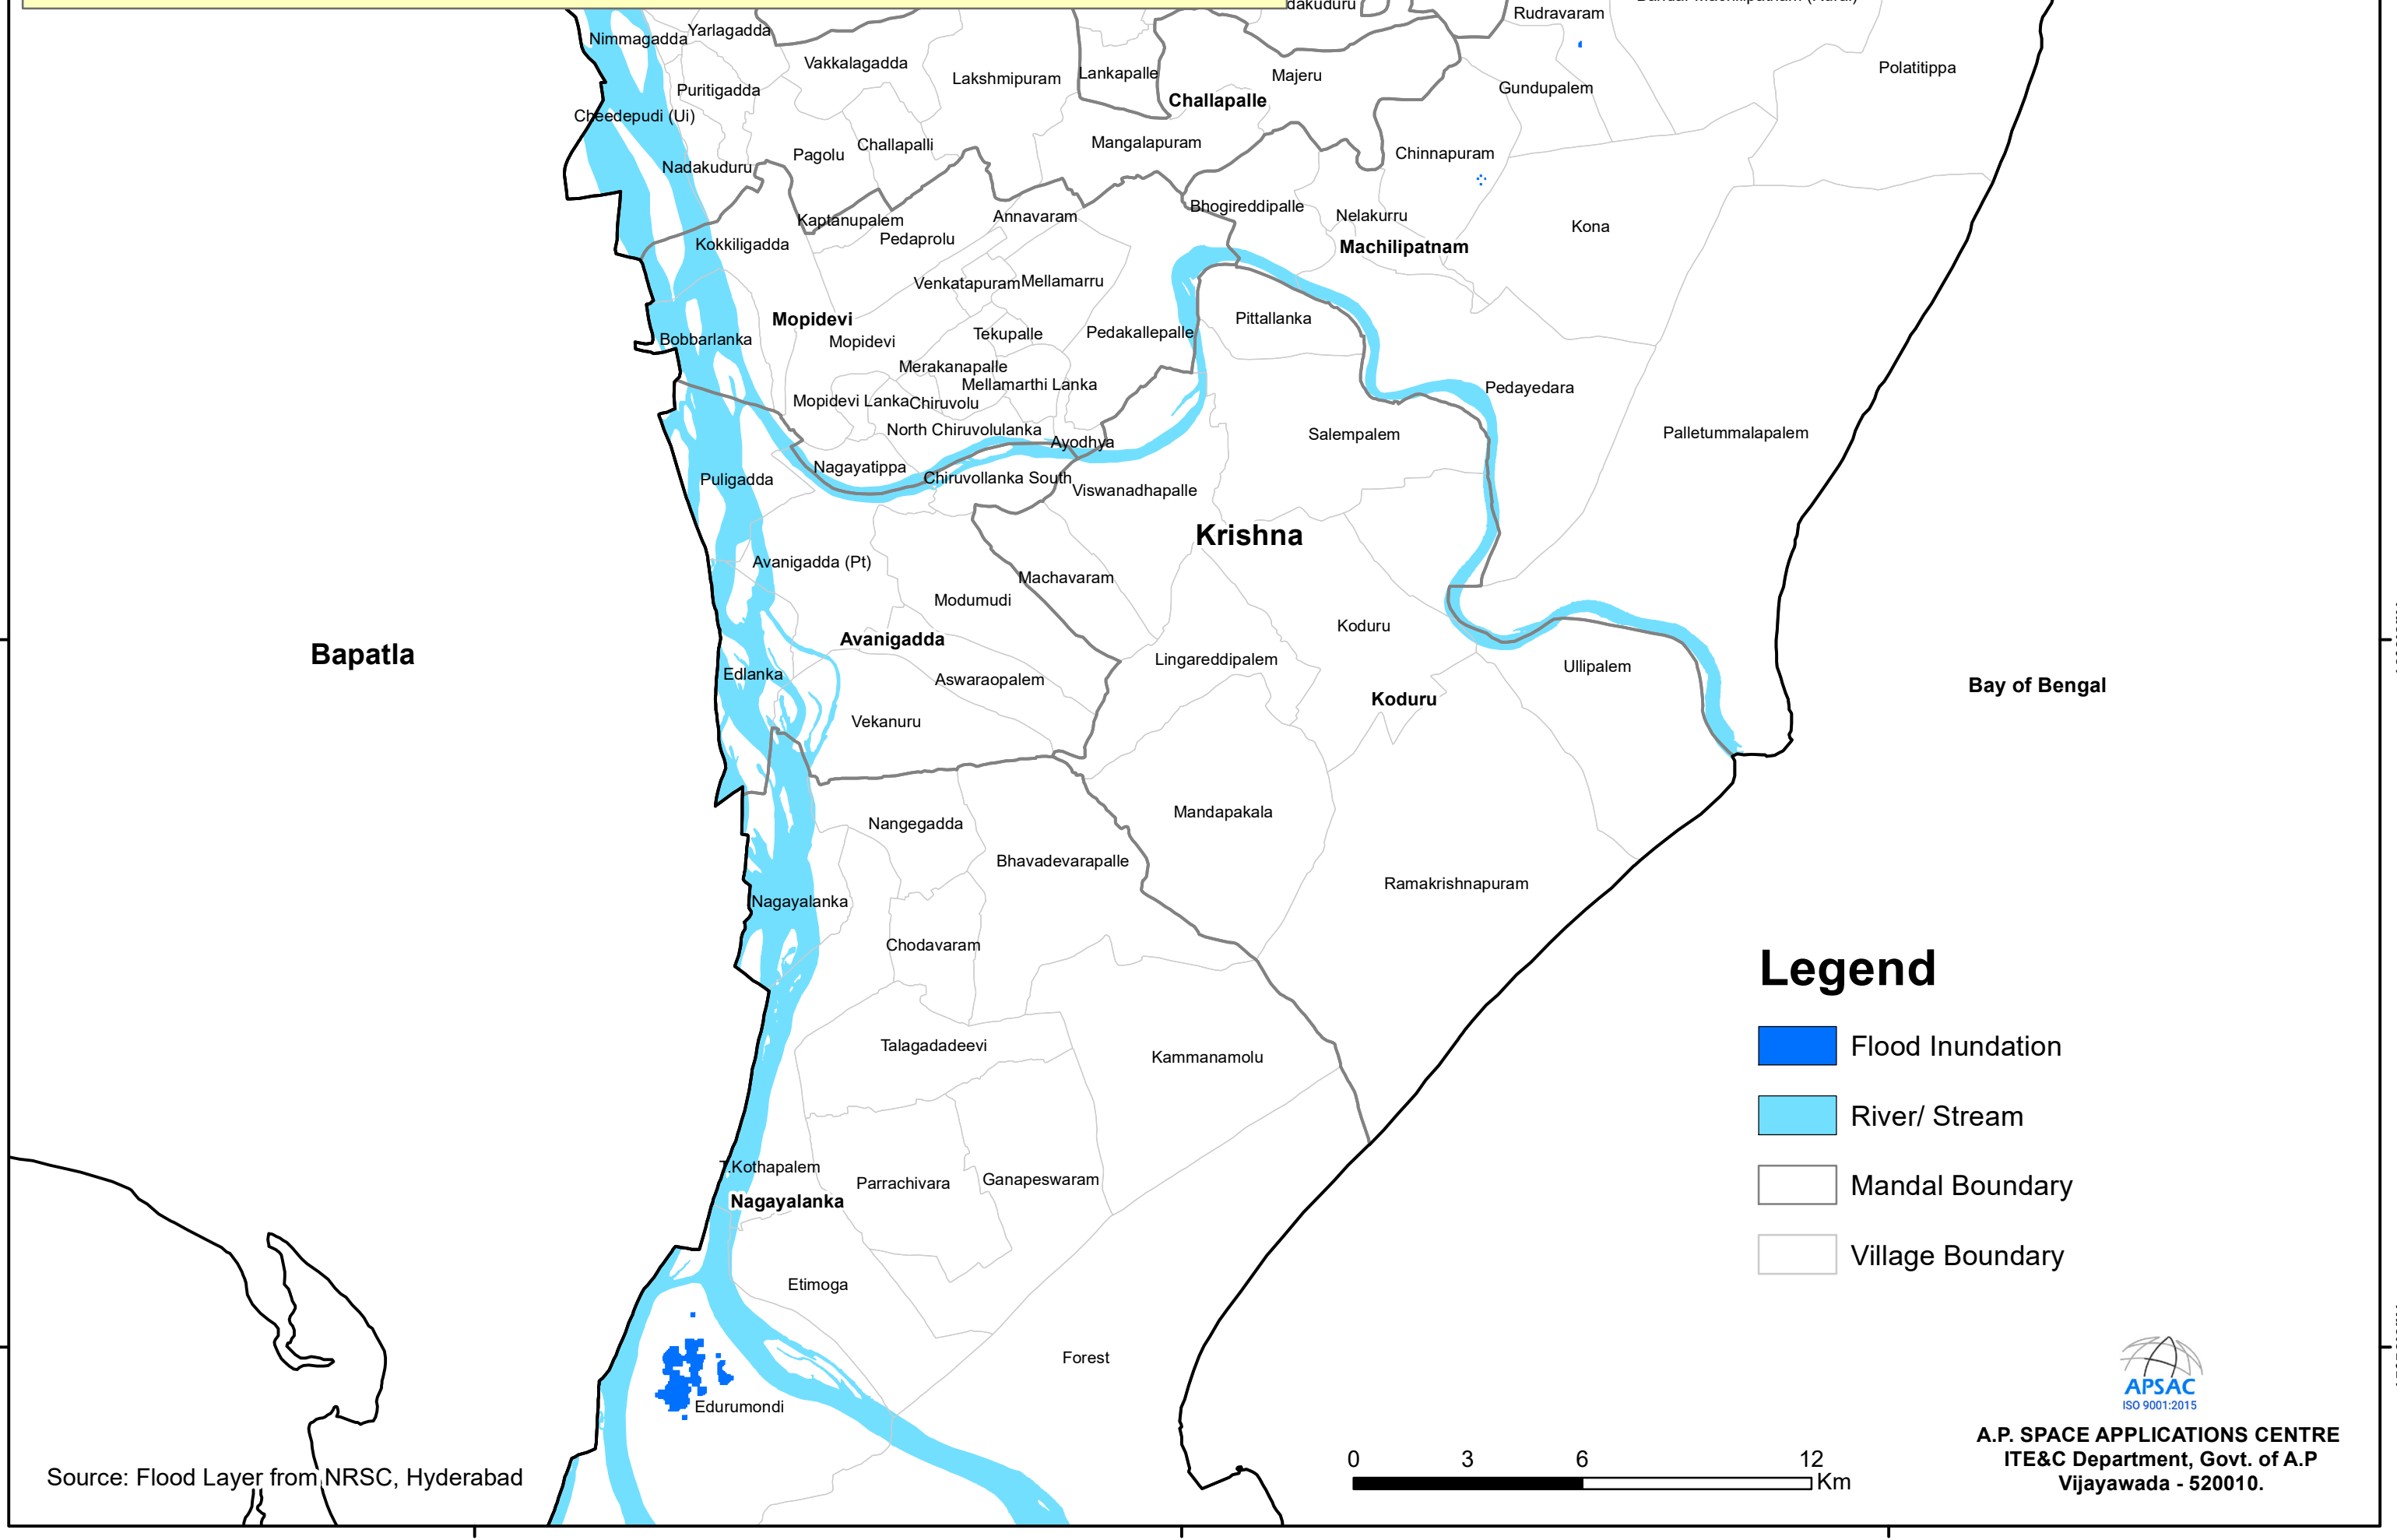 dakuduru
Rudravaram
Yarlagadda
Nimmagadda
Vakkalagadda
Lakshmipuram
Lankapalle
Majeru
Polatitippa
Puritigadda
Challapalle
Gundupalem
Cheedepudi (Ui)
Pagolu
Challapalli
Mangalapuram
Chinnapuram
Nadakuduru
Kaptanupalem
Annavaram
Bhogireddipalle
Nelakurru
Kona
Kokkiligadda
Pedaprolu
Machilipatnam
Venkatapuram
Mellamarru
Mopidevi
Mopidevi
Tekupalle
Pedakallepalle
Pittallanka
Bobbarlanka
Merakanapalle
Mellamarthi Lanka
Pedayedara
Mopidevi Lanka
Chiruvolu
North Chiruvolulanka
Ayodhya
Salempalem
Palletummalapalem
Nagayatippa
Puligadda
Chiruvollanka South
Viswanadhapalle
Krishna
Avanigadda (Pt)
Machavaram
Modumudi
Avanigadda
Koduru
Bapatla
Lingareddipalem
Ullipalem
Edlanka
Aswaraopalem
Koduru
Bay of Bengal
Vekanuru
Nangegadda
Mandapakala
Bhavadevarapalle
Ramakrishnapuram
Nagayalanka
Chodavaram
Talagadadeevi
Kammanamolu
T.Kothapalem
Parrachivara
Ganapeswaram
Nagayalanka
Etimoga
Forest
Edurumondi
Legend
Flood Inundation
River/ Stream
Mandal Boundary
Village Boundary
APSAC
ISO 9001:2015
A.P. SPACE APPLICATIONS CENTRE
ITE&C Department, Govt. of A.P
Vijayawada - 520010.
0 3 6 12
Km
Source: Flood Layer from NRSC, Hyderabad